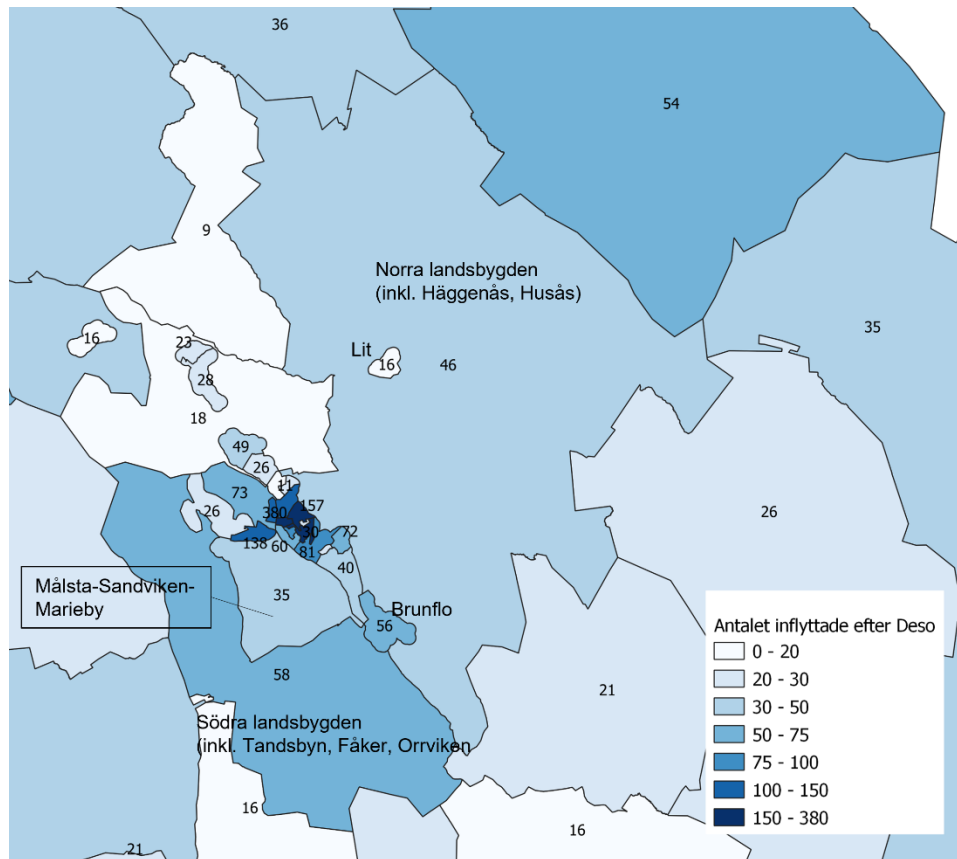 36
54
9
Norra landsbygden
(inkl. Häggenås, Husås)
35
16
23
Lit
16
46
28
18
49
26
11
73
380
157
26
26
30
72
138
60
81
40
Målsta-Sandviken-
Marieby
35
Brunflo
56
58
21
Södra landsbygden
(inkl. Tandsbyn, Fåker, Orrviken
16
16
21
Antalet inflyttade efter Deso
0 - 20
20 - 30
30 - 50
50 - 75
75 - 100
100 - 150
150 - 380